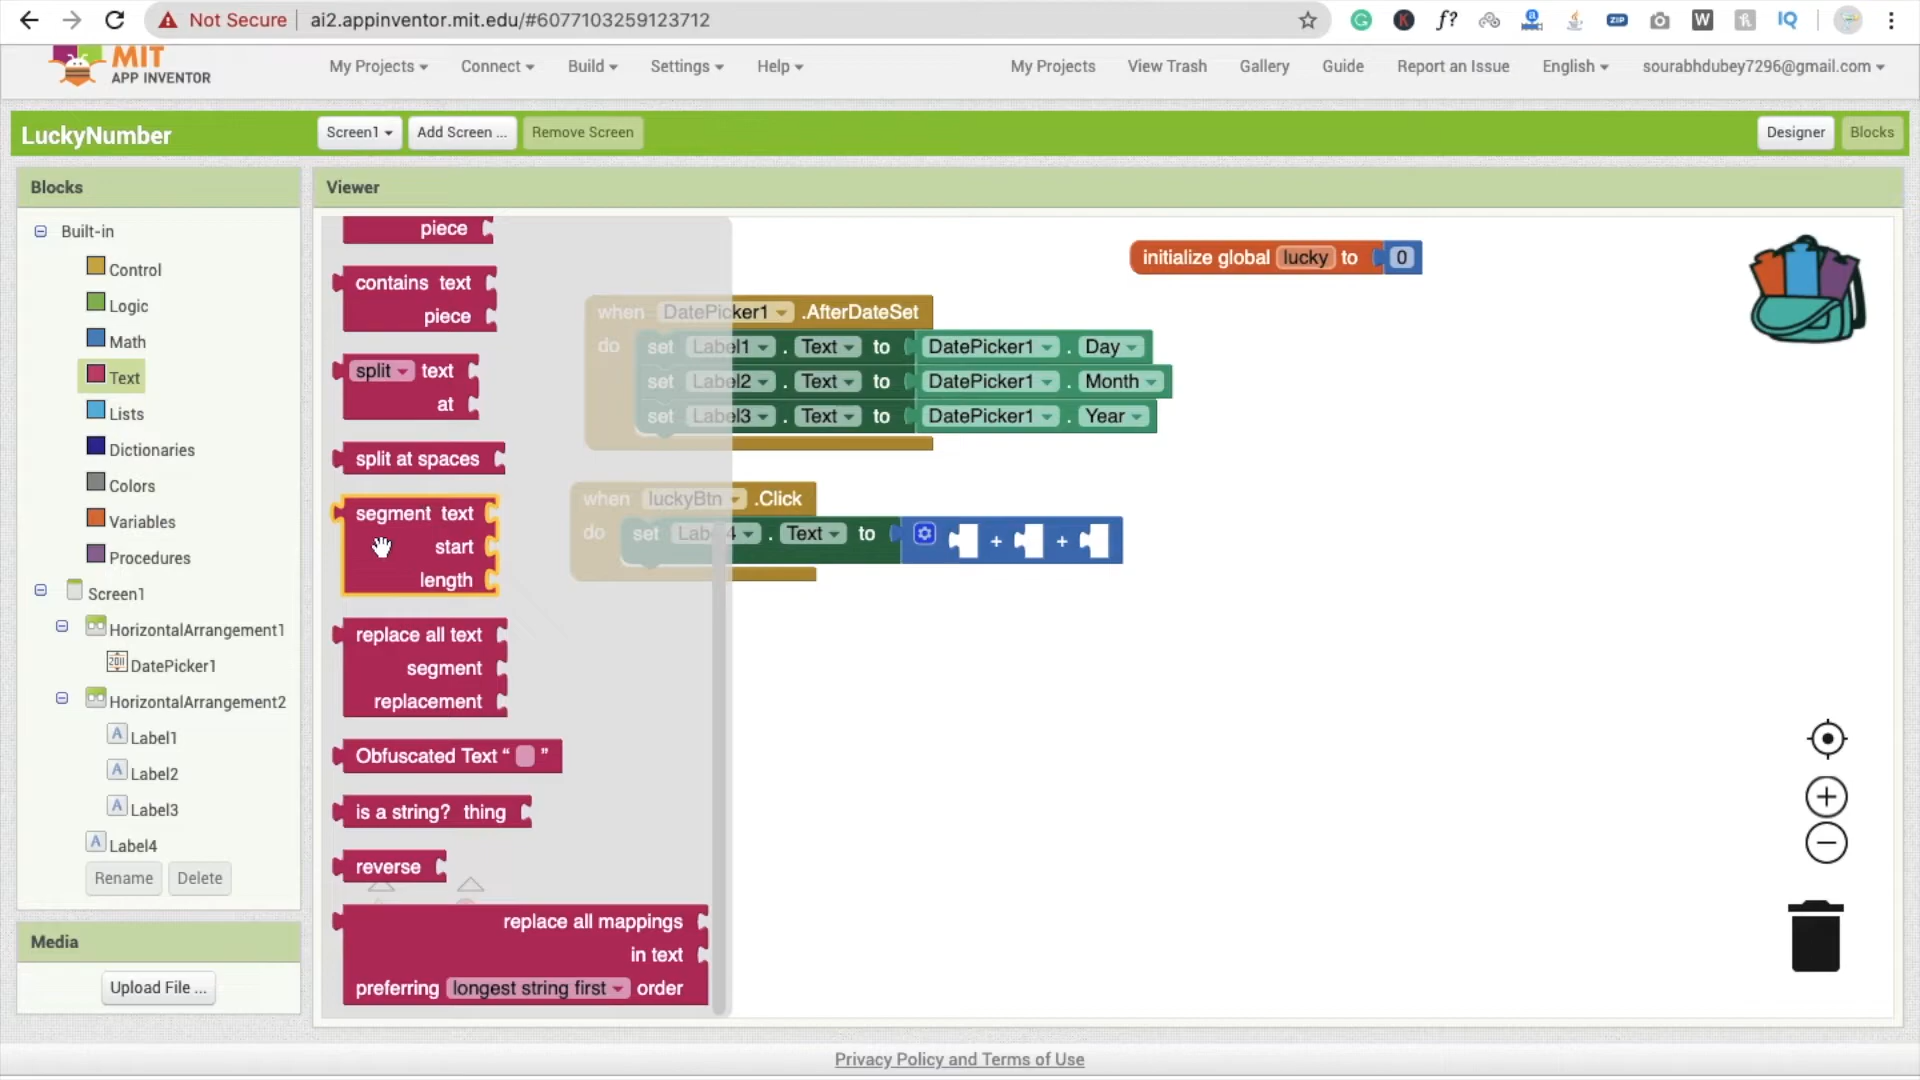 Not Secure ai2.appinventor.mit.edu/#6077103259123712
MIT
APP INVENTOR
My Projects Connect Build Settings Help My Projects View Trash Gallery Guide Report an Issue English sourabhdubey7296@gmail.com
LuckyNumber Screen1 Add Screen ... Remove Screen Designer Blocks
Blocks
Viewer
Built-in
Control
Logic
Math
Text
Lists
Dictionaries
Colors
Variables
Procedures
Screen1
HorizontalArrangement1
DatePicker1
HorizontalArrangement2
Label1
Label2
Label3
Label4
Rename Delete
Media
Upload File ...
piece
contains text
piece
split text
at
split at spaces
segment text
start
length
replace all text
segment
replacement
Obfuscated Text “ ”
is a string? thing
reverse
replace all mappings
in text
preferring longest string first order
initialize global lucky to 0
when DatePicker1 .AfterDateSet
do set Label1 . Text to DatePicker1 . Day
set Label2 . Text to DatePicker1 . Month
set Label3 . Text to DatePicker1 . Year
when luckyBtn .Click
do set Label4 . Text to + +
Privacy Policy and Terms of Use